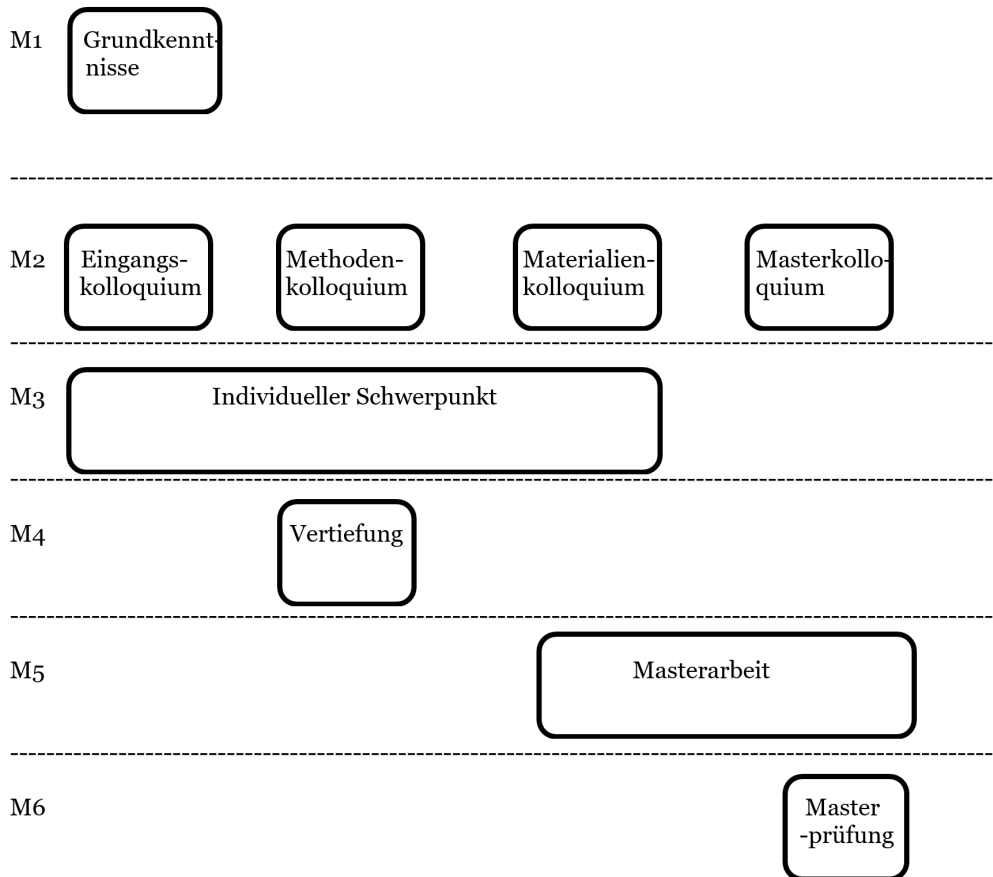 M1
Grundkennt-
nisse
M2
Eingangs-
kolloquium
Methoden-
kolloquium
Materialien-
kolloquium
Masterkollo-
quium
M3
Individueller Schwerpunkt
M4
Vertiefung
M5
Masterarbeit
M6
Master
-prüfung